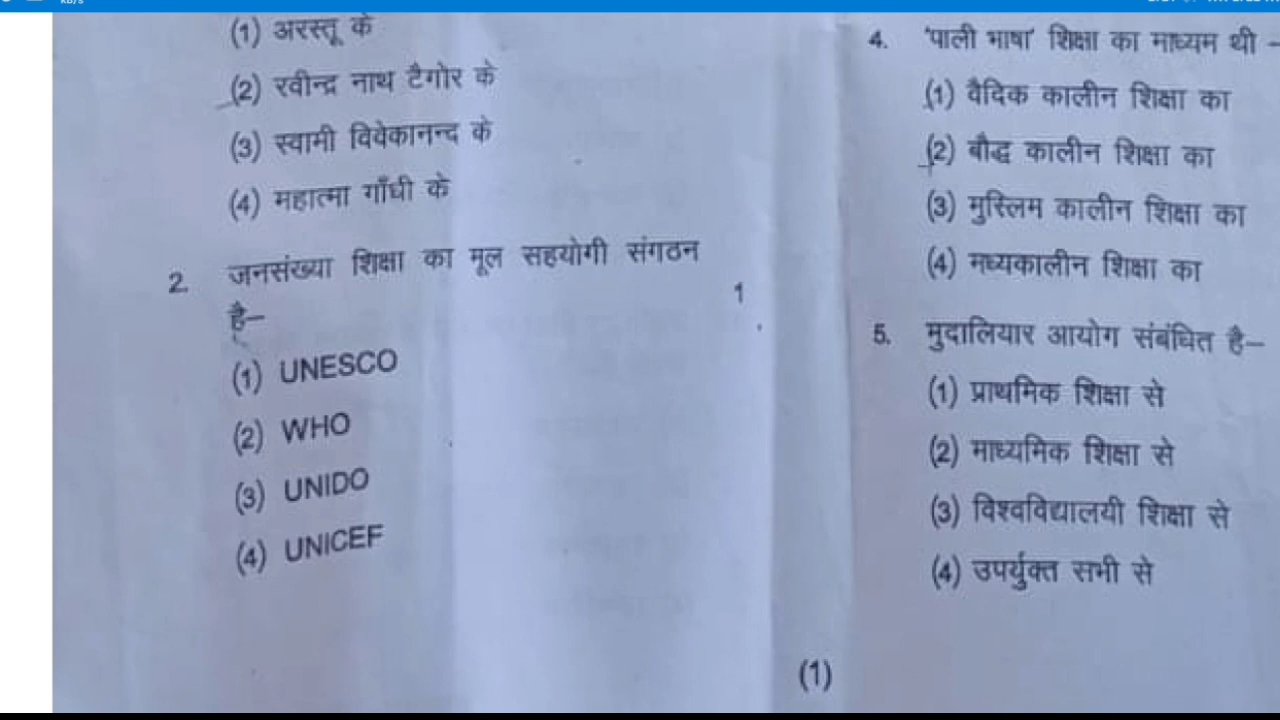 (1) अरस्तू के
(2) रवीन्द्र नाथ टैगोर के
(3) स्वामी विवेकानन्द के
(4) महात्मा गाँधी के
2. जनसंख्या शिक्षा का मूल सहयोगी संगठन
है–
1
(1) UNESCO
(2) WHO
(3) UNIDO
(4) UNICEF
4. 'पाली भाषा' शिक्षा का माध्यम थी –
(1) वैदिक कालीन शिक्षा का
(2) बौद्ध कालीन शिक्षा का
(3) मुस्लिम कालीन शिक्षा का
(4) मध्यकालीन शिक्षा का
5. मुदालियार आयोग संबंधित है–
(1) प्राथमिक शिक्षा से
(2) माध्यमिक शिक्षा से
(3) विश्वविद्यालयी शिक्षा से
(4) उपर्युक्त सभी से
(1)